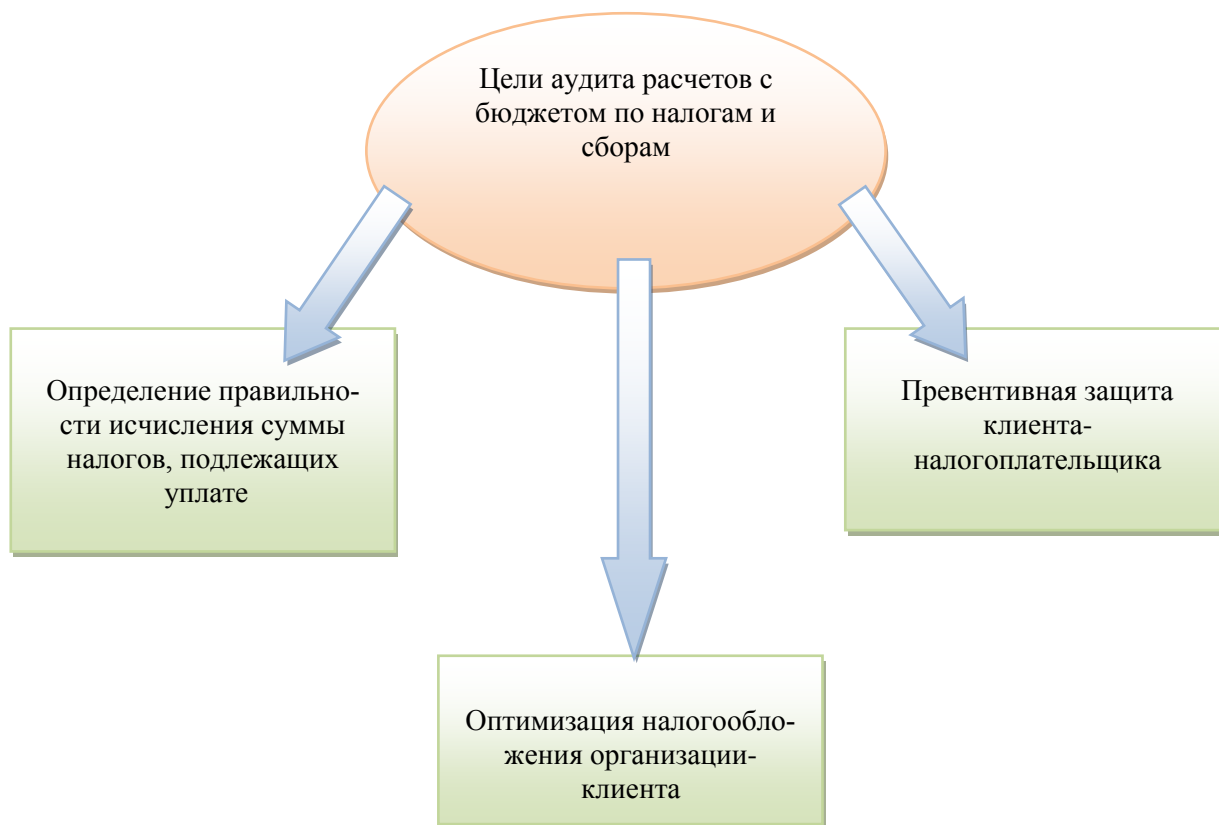 Цели аудита расчетов с
бюджетом по налогам и
сборам
Определение правильно-
сти исчисления суммы
налогов, подлежащих
уплате
Превентивная защита
клиента-
налогоплательщика
Оптимизация налогообло-
жения организации-
клиента